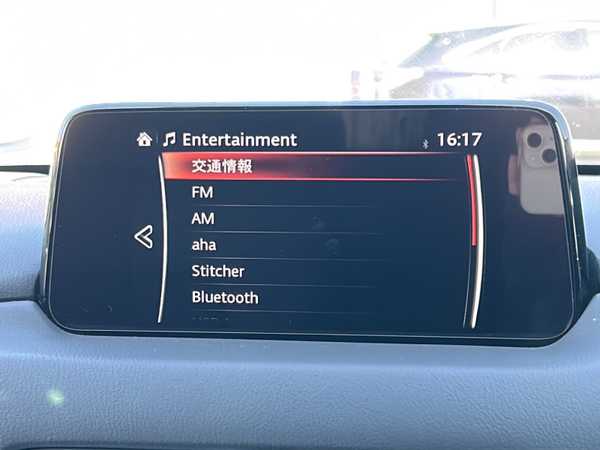 Entertainment 16:17
交通情報
FM
AM
aha
Stitcher
Bluetooth